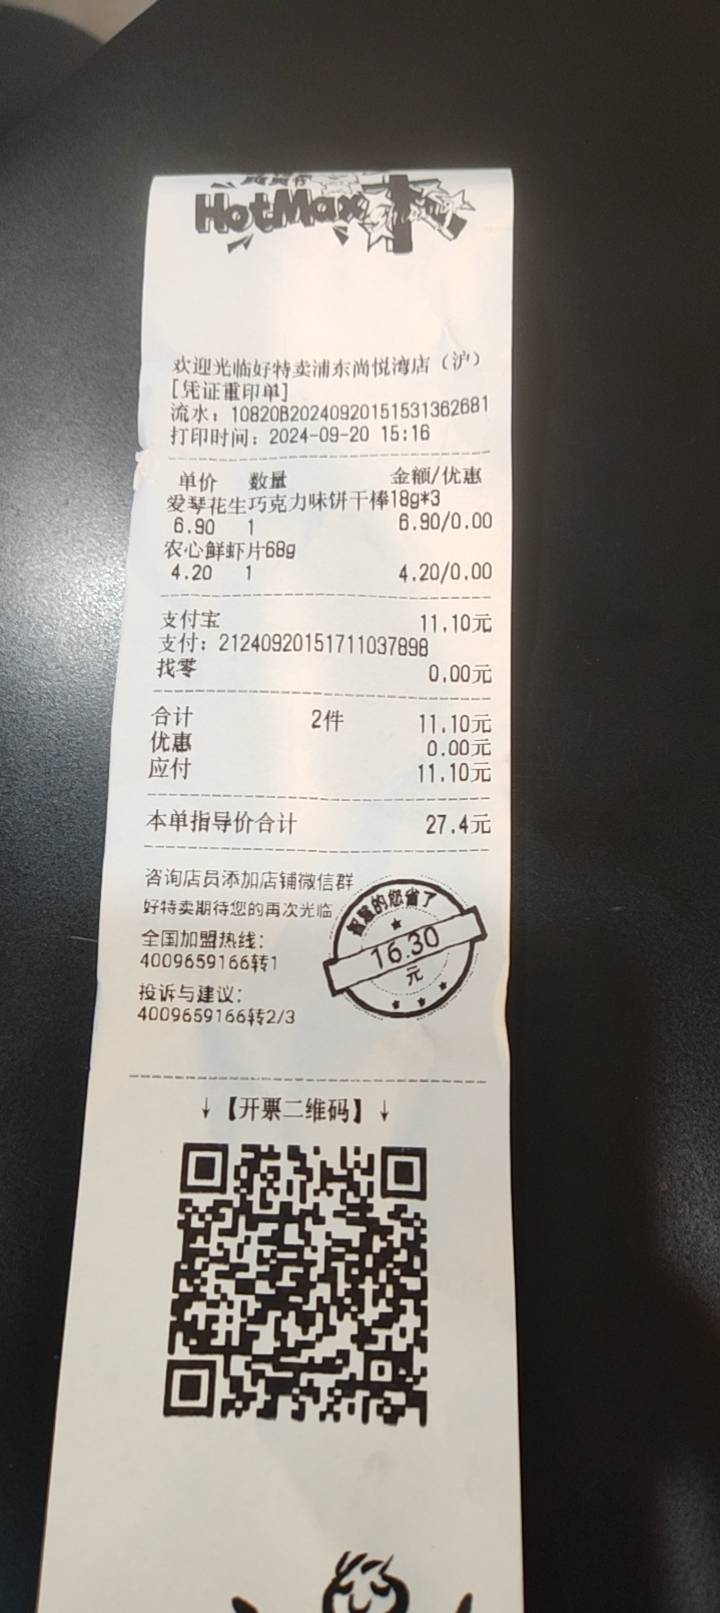 HotMaxx
欢迎光临好特卖浦东尚悦湾店（沪）
[凭证重印单]
流水：10820B20240920151531362681
打印时间：2024-09-20 15:16
单价 数量 金额/优惠
爱琴花生巧克力味饼干棒18g*3
6.90 1 6.90/0.00
农心鲜虾片68g
4.20 1 4.20/0.00
支付宝 11.10元
支付：21240920151711037898
找零 0.00元
合计 2件 11.10元
优惠 0.00元
应付 11.10元
本单指导价合计 27.4元
咨询店员添加店铺微信群
好特卖期待您的再次光临
全国加盟热线：
4009659166转1
投诉与建议：
4009659166转2/3
智慧的您省了
16.30
元
↓【开票二维码】↓